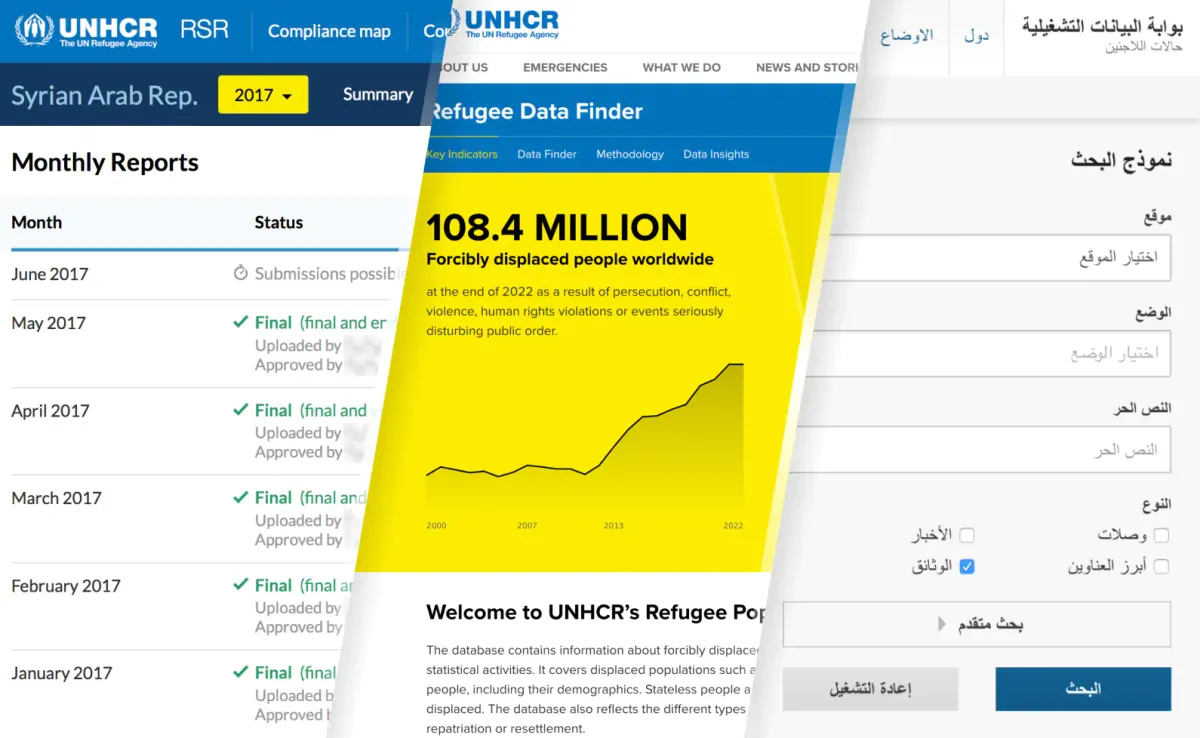 UNHCR
The UN Refugee Agency
RSR
Compliance map
Syrian Arab Rep.
2017
Summary
Monthly Reports
Month
Status
June 2017
Submissions
May 2017
Final (final and
Uploaded by
Approved by
April 2017
Final (final and
Uploaded by
Approved by
March 2017
Final (final and
Uploaded by
Approved by
February 2017
Final (final
Uploaded by
Approved by
January 2017
Final (final
Uploaded by
Approved
UNHCR
The UN Refugee Agency
US
EMERGENCIES
WHAT WE DO
NEWS AND
Refugee Data Finder
Key Indicators
Data Finder
Methodology
Data Insights
108.4 MILLION
Forcibly displaced people worldwide
at the end of 2022 as a result of persecution, conflict,
violence, human rights violations or events seriously
disturbing public order.
2000
2007
2013
2022
Welcome to UNHCR’s Refugee
The database contains information about forcibly
statistical activities. It covers displaced populations such
people, including their demographics. Stateless people
displaced. The database also reflects the different types
repatriation or resettlement.
بوابة البيانات التشغيلية
حالات اللاجئين
دول
الاوضاع
نموذج البحث
موقع
اختيار الموقع
الوضع
اختيار الوضع
النص الحر
النص الحر
النوع
وصلات
الأخبار
أبرز العناوين
الوثائق
بحث متقدم
البحث
إعادة التشغيل